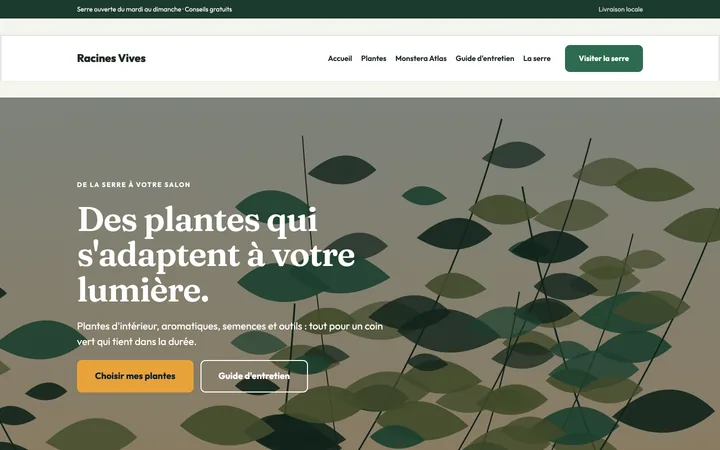 Serre ouverte du mardi au dimanche · Conseils gratuits
Livraison locale
Racines Vives
Accueil
Plantes
Monstera Atlas
Guide d'entretien
La serre
Visiter la serre
DE LA SERRE À VOTRE SALON
Des plantes qui
s'adaptent à votre
lumière.
Plantes d'intérieur, aromatiques, semences et outils : tout pour un coin
vert qui tient dans la durée.
Choisir mes plantes
Guide d'entretien